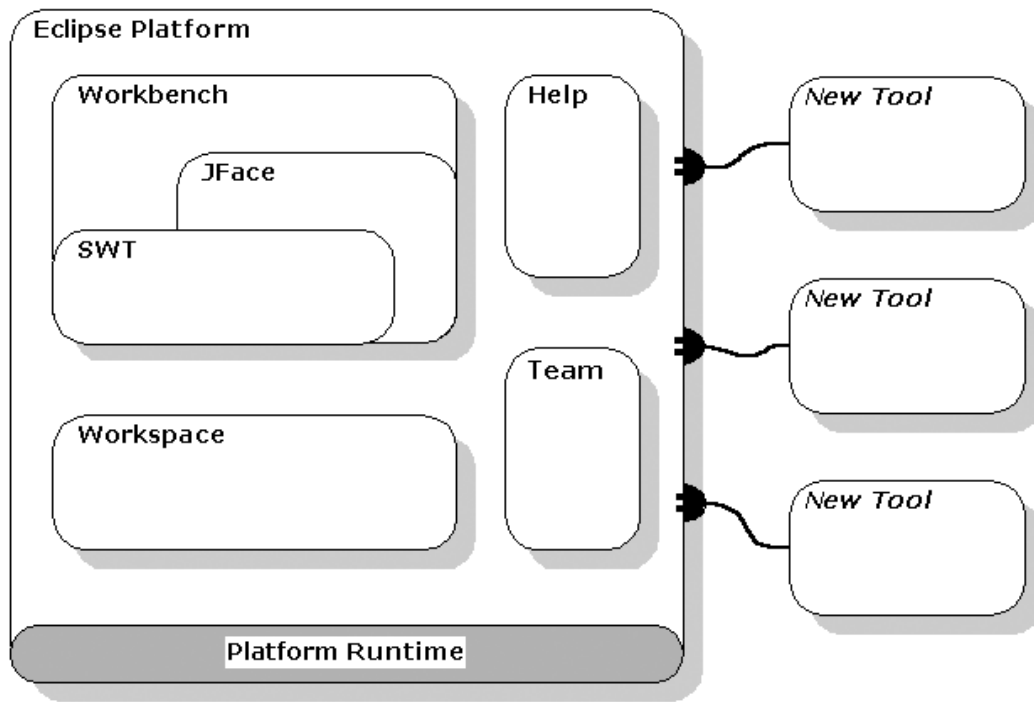 Eclipse Platform
Workbench
JFace
SWT
Help
Workspace
Team
Platform Runtime
New Tool
New Tool
New Tool